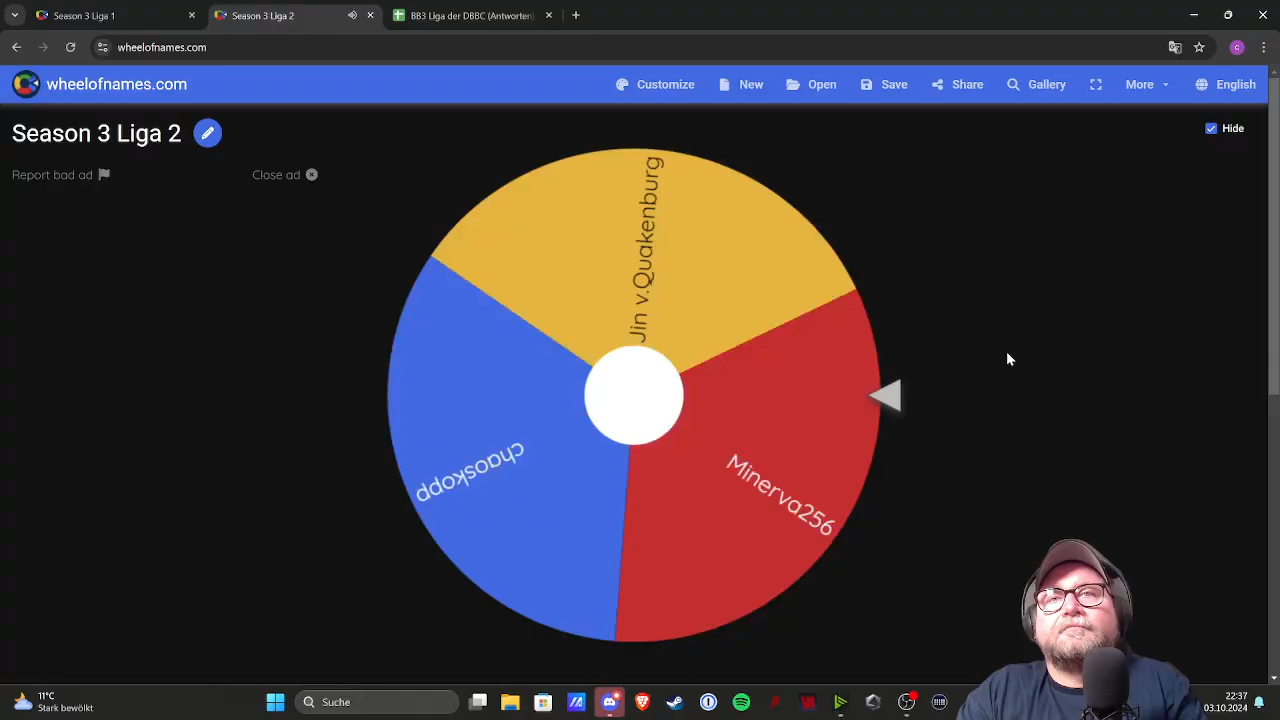 Season 3 Liga 1
Season 3 Liga 2
BB3 Liga der DBBC (Antworten)
wheelofnames.com
wheelofnames.com
Customize
New
Open
Save
Share
Gallery
More
English
Season 3 Liga 2
Hide
Report bad ad
Close ad
Jin v.Quakenburg
chaoskopp
Minerva256
11°C
Stark bewölkt
Suche
22:37
03.10.2024